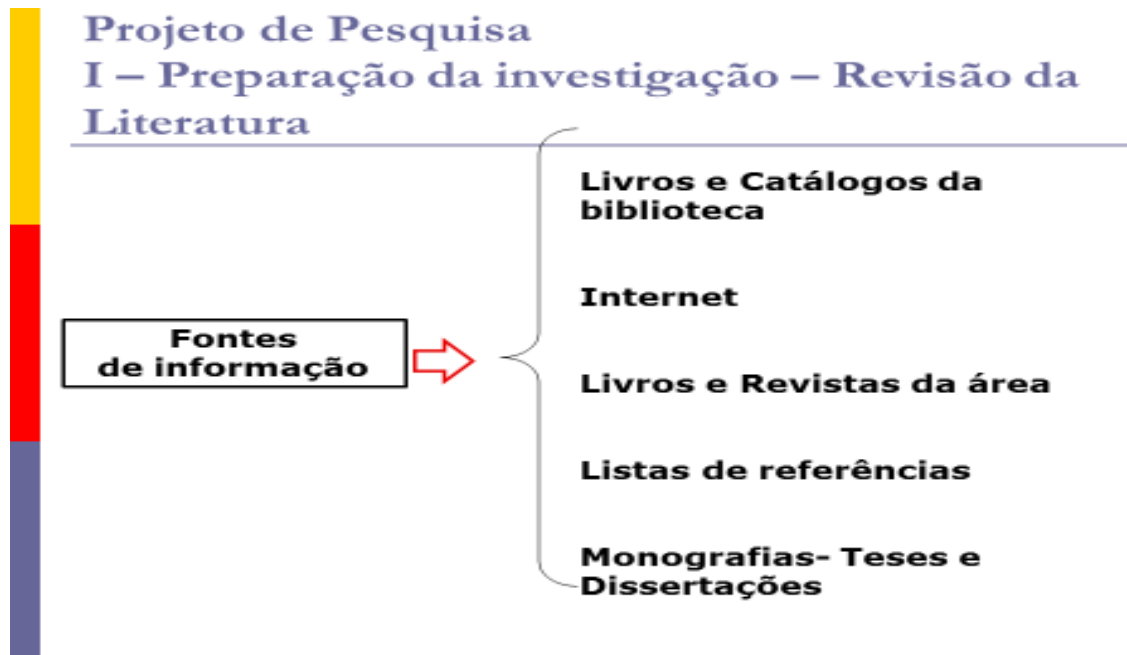 Projeto de Pesquisa
I – Preparação da investigação – Revisão da
Literatura
Livros e Catálogos da
biblioteca
Internet
Fontes
de informação
Livros e Revistas da área
Listas de referências
Monografias- Teses e
Dissertações